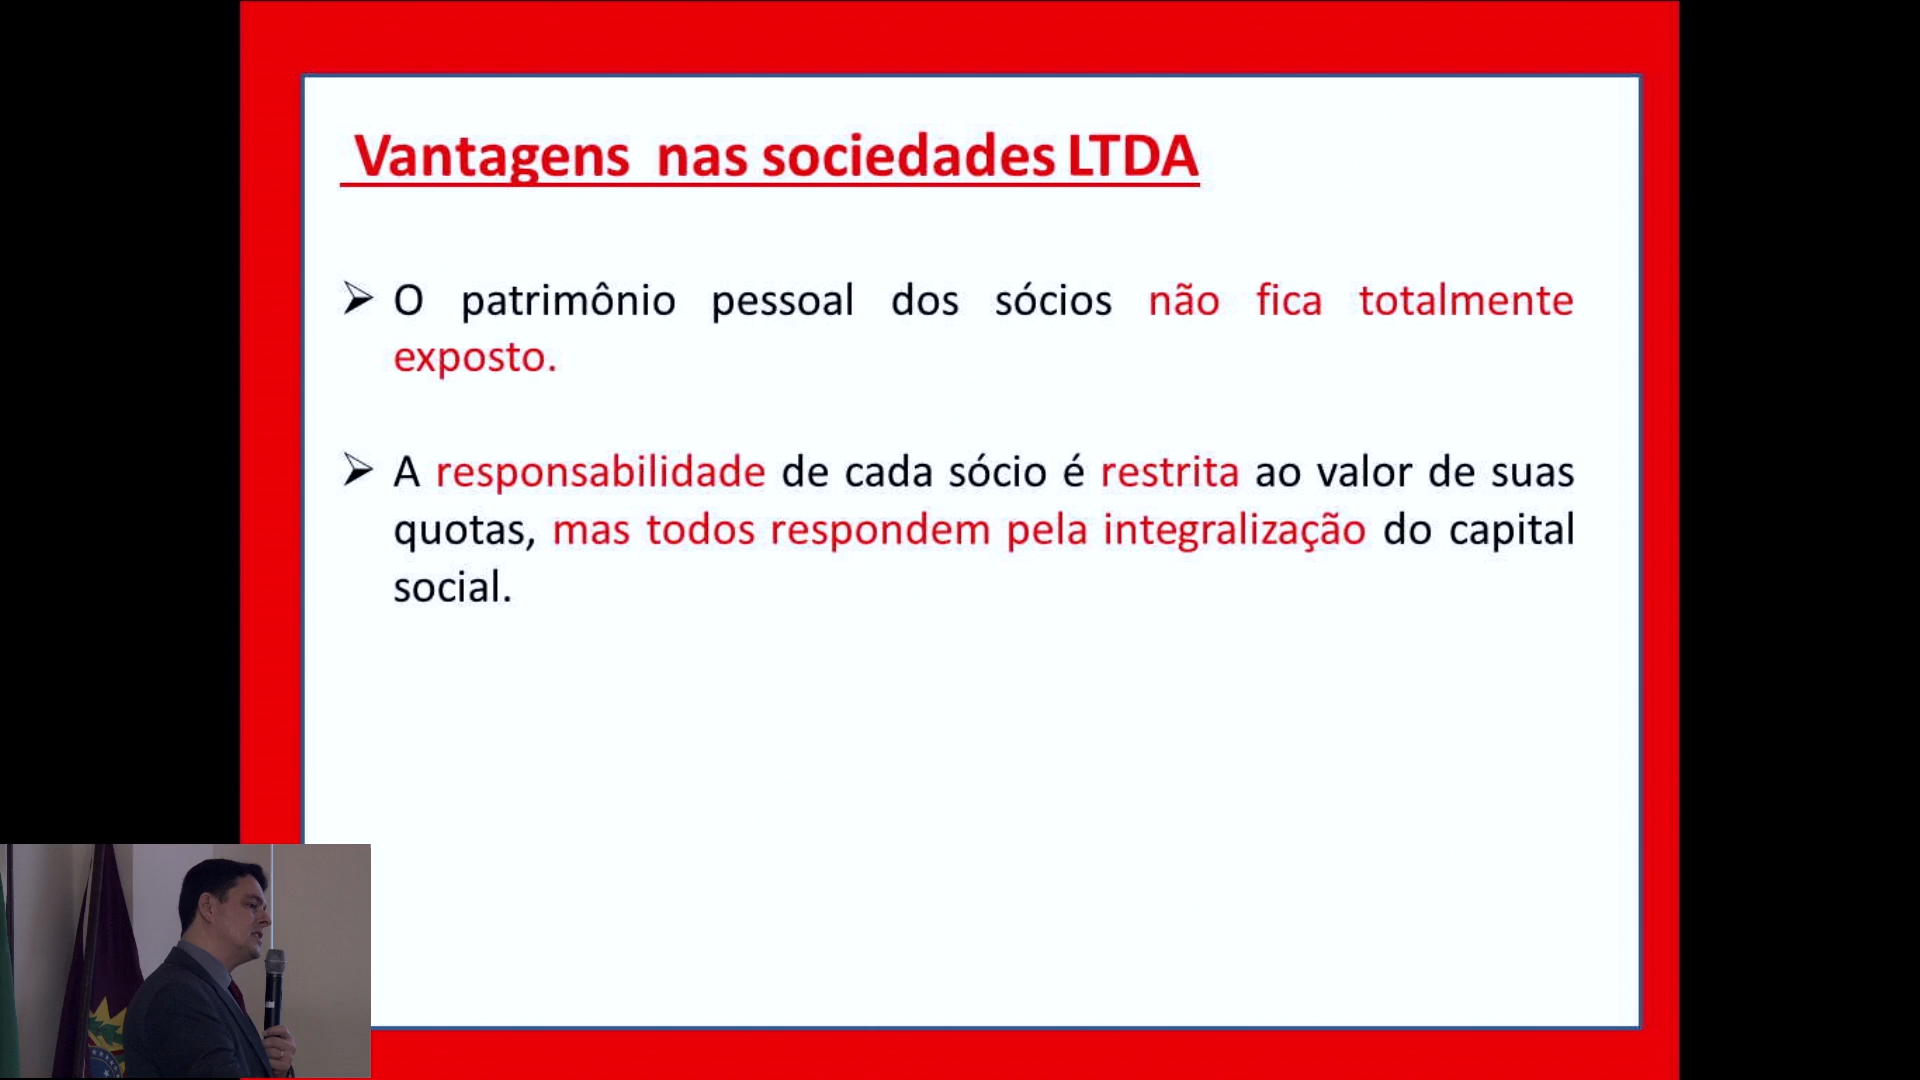 Vantagens nas sociedades LTDA
➢ O patrimônio pessoal dos sócios não fica totalmente
exposto.
➢ A responsabilidade de cada sócio é restrita ao valor de suas
quotas, mas todos respondem pela integralização do capital
social.